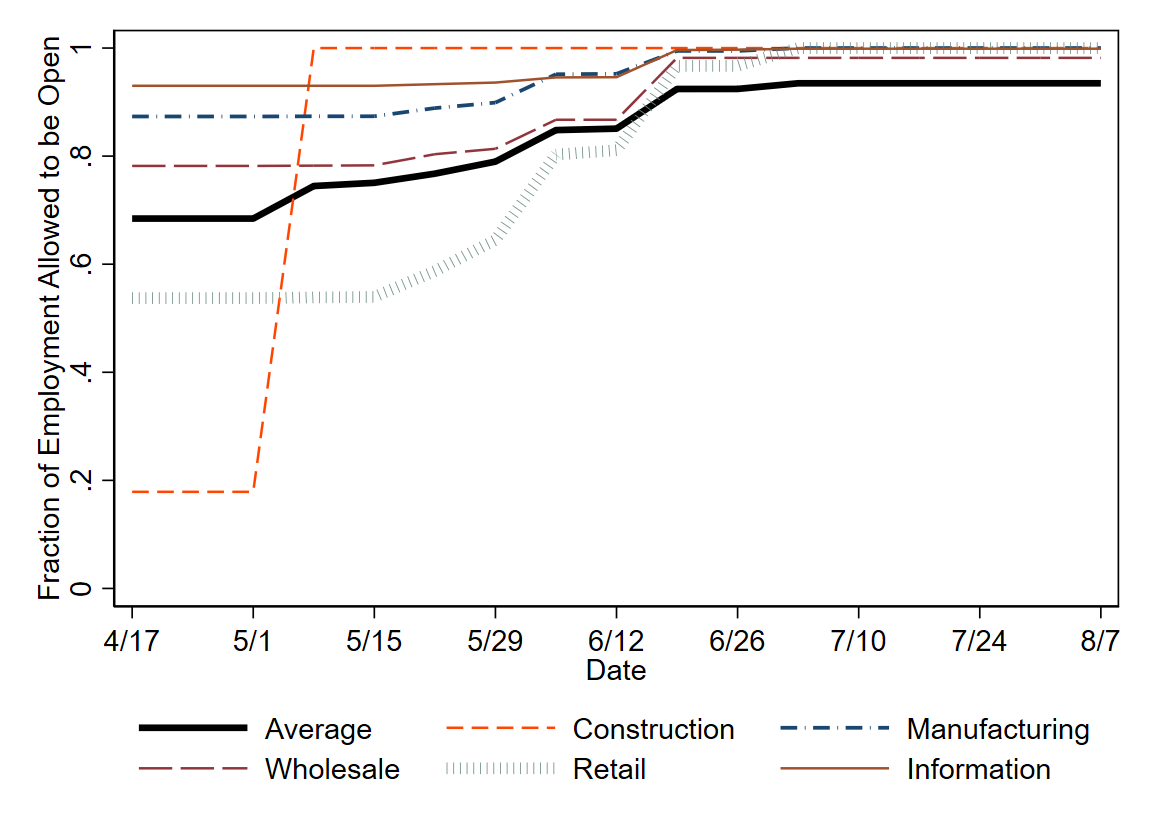 Fraction of Employment Allowed to be Open
1
.8
.6
.4
.2
0
4/17 5/1 5/15 5/29 6/12 6/26 7/10 7/24 8/7
Date
Average Construction Manufacturing
Wholesale Retail Information